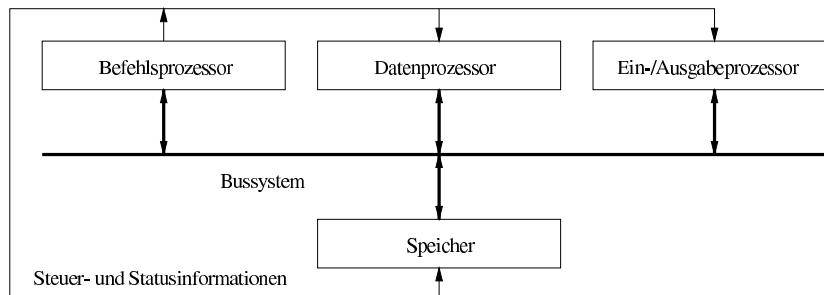 Befehlsprozessor
Datenprozessor
Ein-/Ausgabeprozessor
Bussystem
Speicher
Steuer- und Statusinformationen